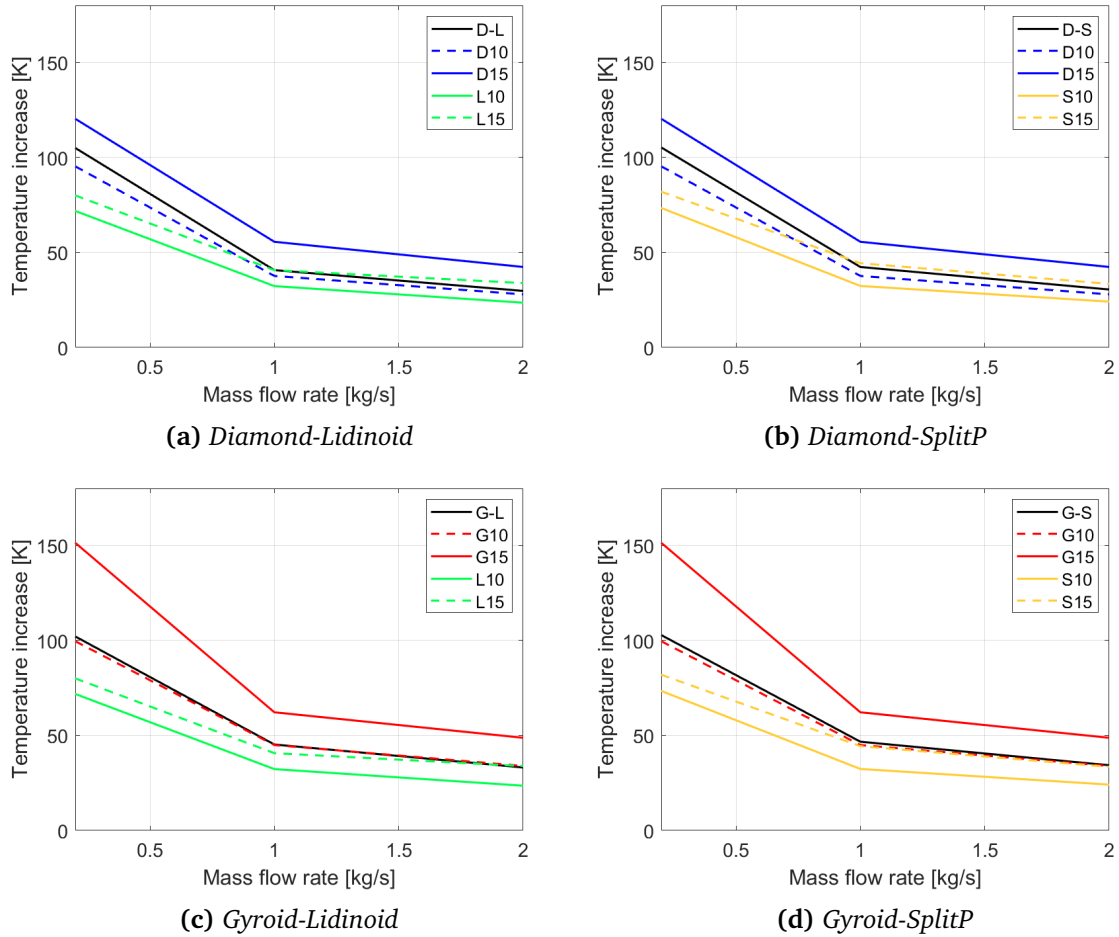 Temperature increase [K]
150
100
50
0
D-L
D10
D15
L10
L15
0.5
1
1.5
2
Mass flow rate [kg/s]
(a) Diamond-Lidinoid
Temperature increase [K]
150
100
50
0
D-S
D10
D15
S10
S15
0.5
1
1.5
2
Mass flow rate [kg/s]
(b) Diamond-SplitP
Temperature increase [K]
150
100
50
0
G-L
G10
G15
L10
L15
0.5
1
1.5
2
Mass flow rate [kg/s]
(c) Gyroid-Lidinoid
Temperature increase [K]
150
100
50
0
G-S
G10
G15
S10
S15
0.5
1
1.5
2
Mass flow rate [kg/s]
(d) Gyroid-SplitP